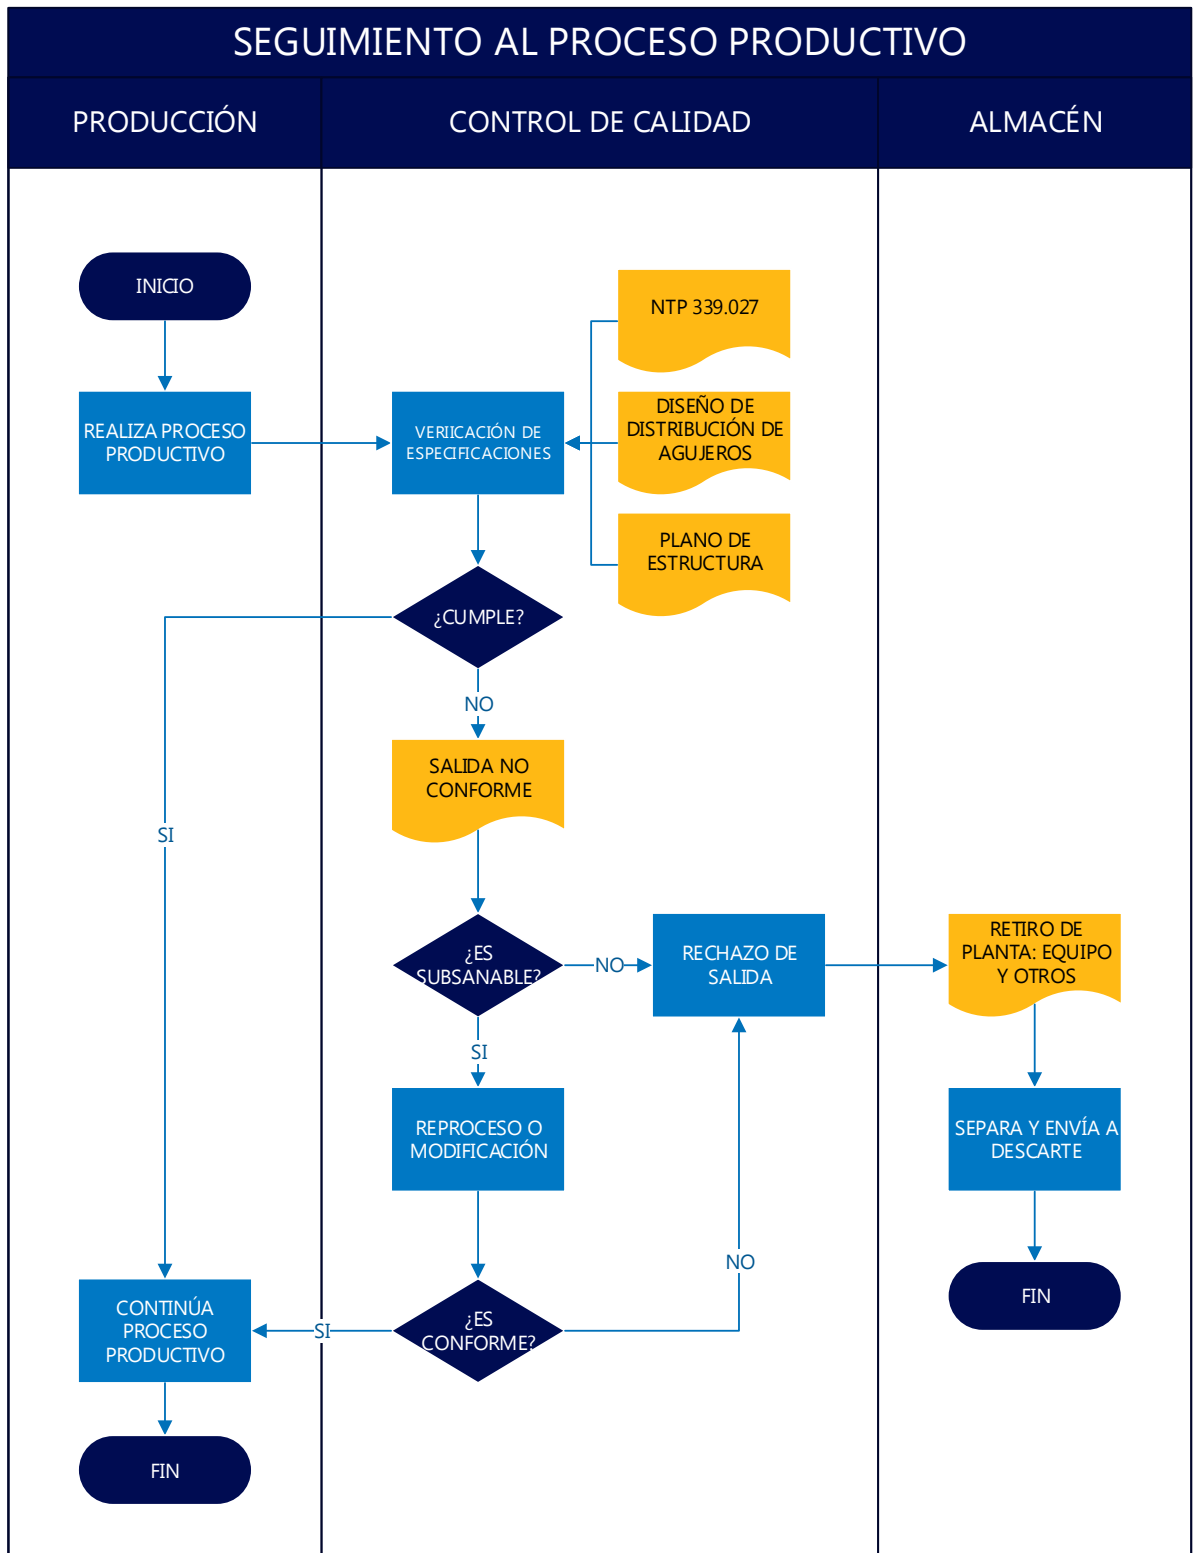 SEGUIMIENTO AL PROCESO PRODUCTIVO
PRODUCCIÓN
CONTROL DE CALIDAD
ALMACÉN
INICIO
NTP 339.027
REALIZA PROCESO
PRODUCTIVO
VERIICACIÓN DE
ESPECIFICACIONES
DISEÑO DE
DISTRIBUCIÓN DE
AGUJEROS
PLANO DE
ESTRUCTURA
¿CUMPLE?
NO
SALIDA NO
CONFORME
SI
¿ES
SUBSANABLE?
NO
RECHAZO DE
SALIDA
RETIRO DE
PLANTA: EQUIPO
Y OTROS
SI
REPROCESO O
MODIFICACIÓN
SEPARA Y ENVÍA A
DESCARTE
NO
FIN
CONTINÚA
PROCESO
PRODUCTIVO
SI
¿ES
CONFORME?
FIN